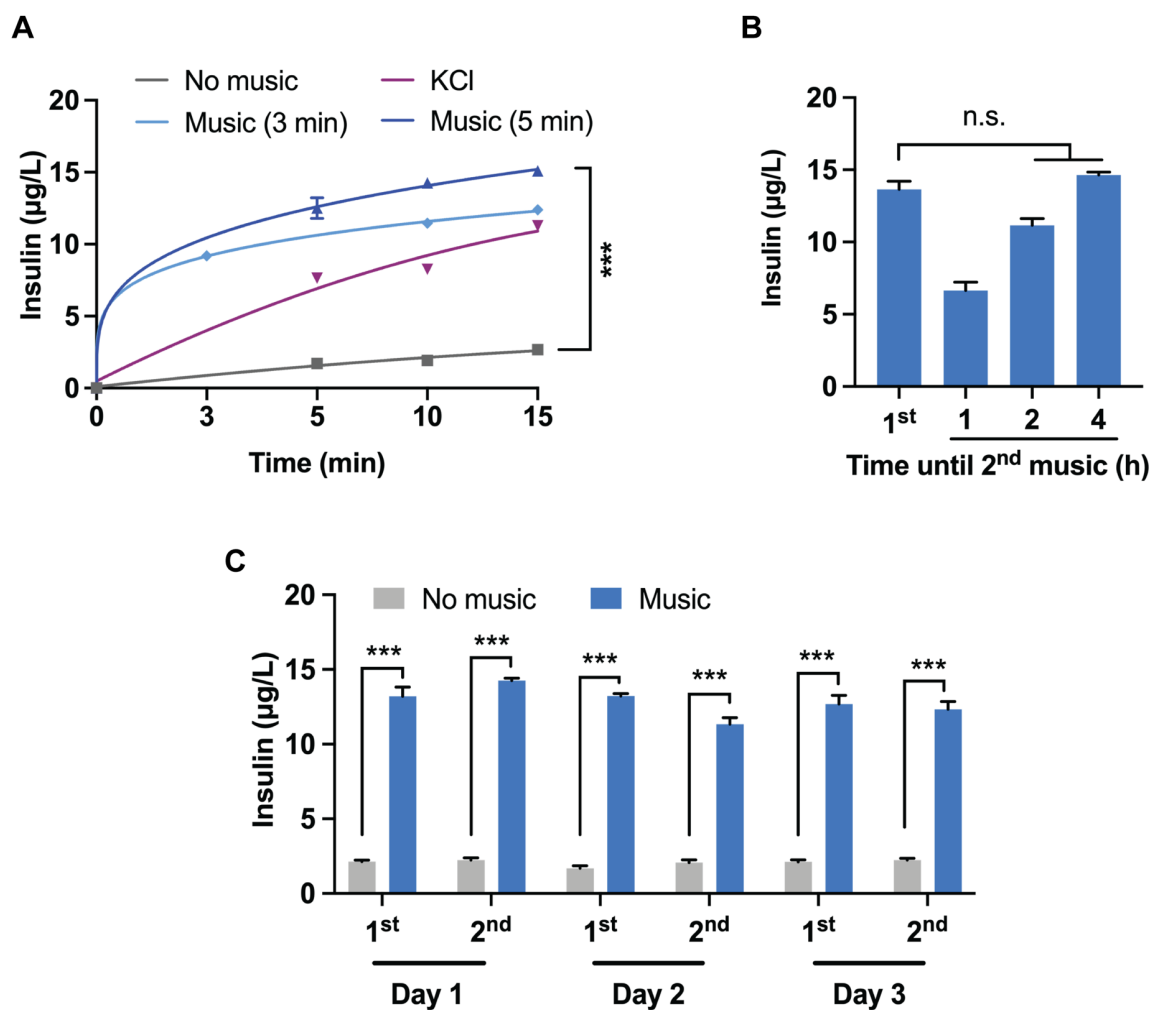 A
No music
KCl
Music (3 min)
Music (5 min)
Insulin (µg/L)
20
15
10
5
0
***
0 3 5 10 15
Time (min)
B
n.s.
Insulin (µg/L)
20
15
10
5
0
1st 1 2 4
Time until 2nd music (h)
C
No music Music
Insulin (µg/L)
20
15
10
5
0
*** *** *** *** *** ***
1st 2nd 1st 2nd 1st 2nd
Day 1 Day 2 Day 3